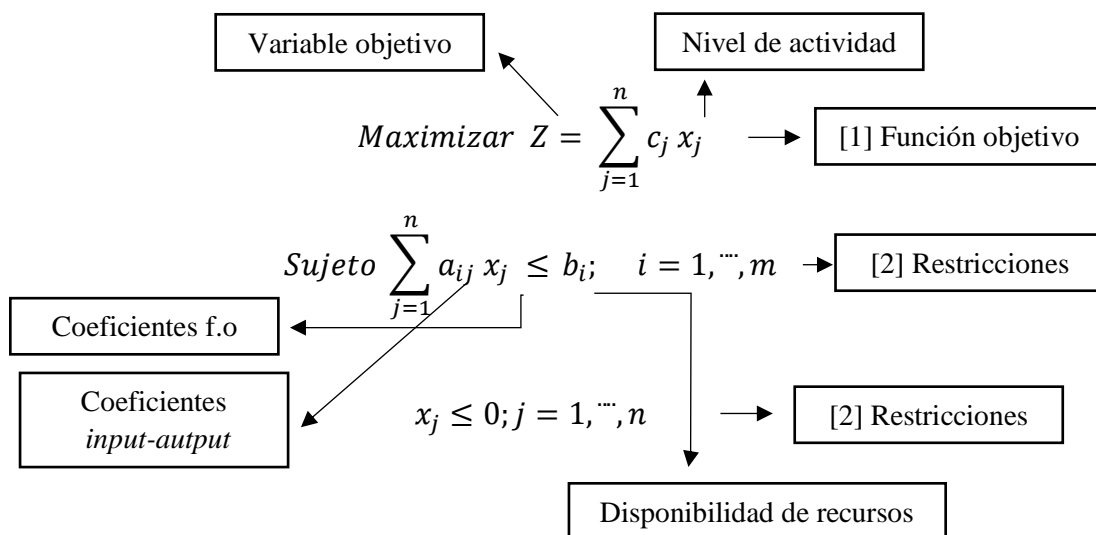 Variable objetivo
Nivel de actividad
Maximizar Z = ∑_{j=1}^{n} c_j x_j
[1] Función objetivo
Sujeto ∑_{j=1}^{n} a_{ij} x_j ≤ b_i; i = 1,····,m
[2] Restricciones
Coeficientes f.o
Coeficientes
input-autput
x_j ≤ 0; j = 1,····,n
[2] Restricciones
Disponibilidad de recursos